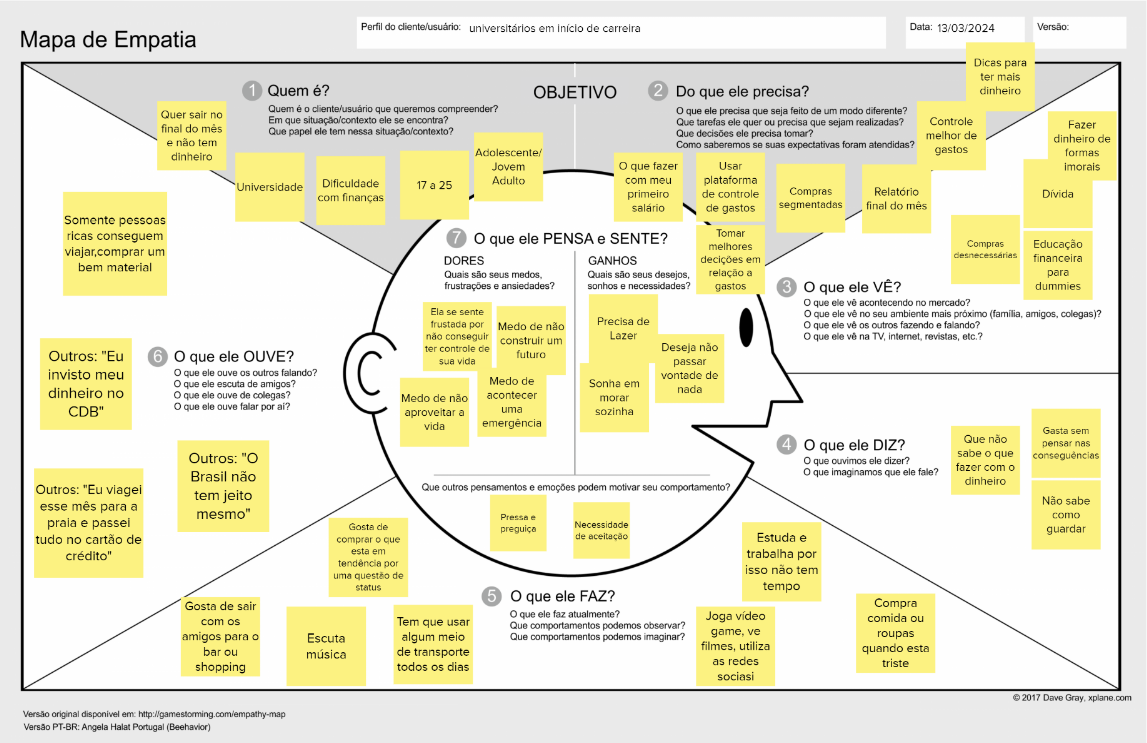 Mapa de Empatia
Perfil do cliente/usuário: universitários em início de carreira
Data: 13/03/2024
Versão:
OBJETIVO
1 Quem é?
Quem é o cliente/usuário que queremos compreender?
Em que situação/contexto ele se encontra?
Que papel ele tem nessa situação/contexto?
Quer sair no
final do mês
e não tem
dinheiro
Universidade
Dificuldade
com finanças
17 a 25
Adolescente/
Jovem
Adulto
2 Do que ele precisa?
O que ele precisa que seja feito de um modo diferente?
Que tarefas ele quer ou precisa que sejam realizadas?
Que decisões ele precisa tomar?
Como saberemos se suas expectativas foram atendidas?
Dicas para
ter mais
dinheiro
Controle
melhor de
gastos
O que fazer
com meu
primeiro
salário
Usar
plataforma
de controle
de gastos
Compras
segmentadas
Relatório
final do mês
Tomar
melhores
decições em
relação a
gastos
Fazer
dinheiro de
formas
imorais
Dívida
Compras
desnecessárias
Educação
financeira
para
dummies
3 O que ele VÊ?
O que ele vê acontecendo no mercado?
O que ele vê no seu ambiente mais próximo (família, amigos, colegas)?
O que ele vê os outros fazendo e falando?
O que ele vê na TV, internet, revistas, etc.?
4 O que ele DIZ?
O que ouvimos ele dizer?
O que imaginamos que ele fale?
Que não
sabe o que
fazer com o
dinheiro
Gasta sem
pensar nas
conseguências
Não sabe
como
guardar
5 O que ele FAZ?
O que ele faz atualmente?
Que comportamentos podemos observar?
Que comportamentos podemos imaginar?
Gosta de
comprar o que
esta em
tendência por
uma questão de
status
Gosta de sair
com os
amigos para o
bar ou
shopping
Escuta
música
Tem que usar
algum meio
de transporte
todos os dias
Estuda e
trabalha por
isso não tem
tempo
Joga vídeo
game, ve
filmes, utiliza
as redes
sociasi
Compra
comida ou
roupas
quando esta
triste
6 O que ele OUVE?
O que ele ouve os outros falando?
O que ele escuta de amigos?
O que ele ouve de colegas?
O que ele ouve falar por aí?
Somente pessoas
ricas conseguem
viajar,comprar um
bem material
Outros: "Eu
invisto meu
dinheiro no
CDB"
Outros: "O
Brasil não
tem jeito
mesmo"
Outros: "Eu viagei
esse mês para a
praia e passei
tudo no cartão de
crédito"
7 O que ele PENSA e SENTE?
DORES
Quais são seus medos,
frustrações e ansiedades?
Ela se sente
frustada por
não conseguir
ter controle de
sua vida
Medo de não
construir um
futuro
Medo de não
aproveitar a
vida
Medo de
acontecer
uma
emergência
GANHOS
Quais são seus desejos,
sonhos e necessidades?
Precisa de
Lazer
Deseja não
passar
vontade de
nada
Sonha em
morar
sozinha
Que outros pensamentos e emoções podem motivar seu comportamento?
Pressa e
preguiça
Necessidade
de aceitação
© 2017 Dave Gray, xplane.com
Versão original disponível em: http://gamestorming.com/empathy-map
Versão PT-BR: Angela Halat Portugal (Beehavior)